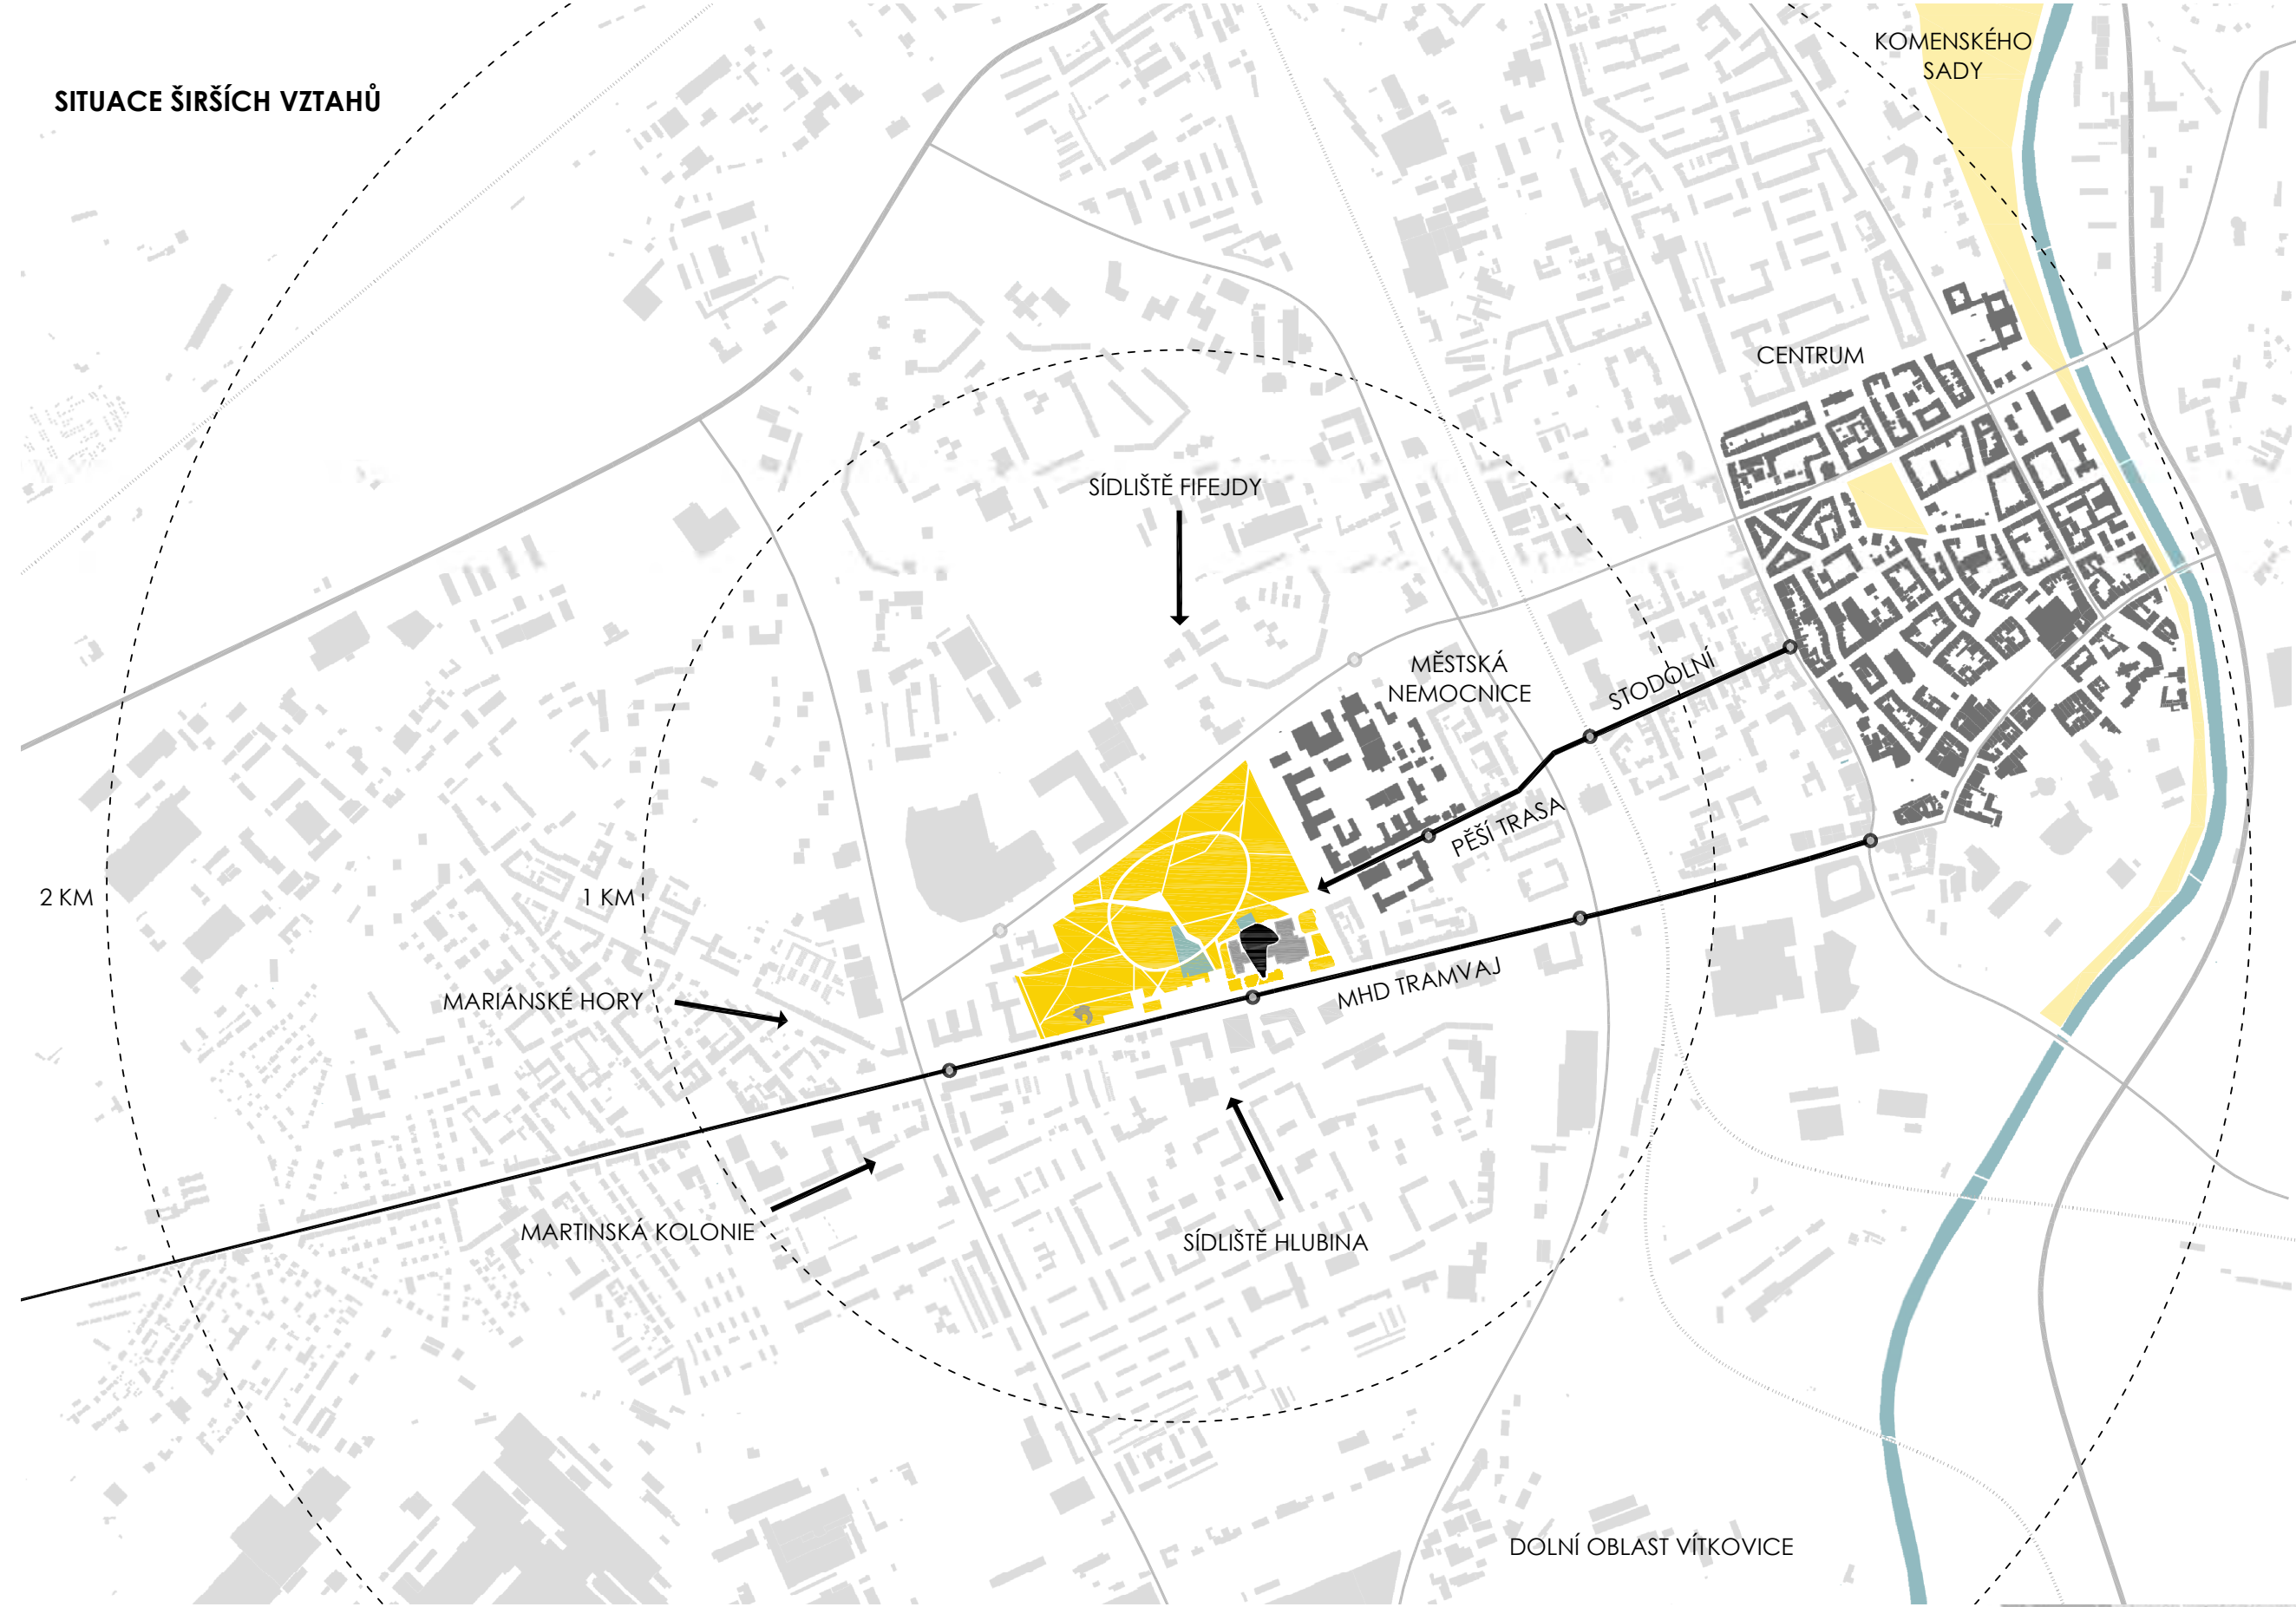 KOMENSKÉHO
SADY
SITUACE ŠIRŠÍCH VZTAHŮ
CENTRUM
SÍDLIŠTĚ FIFEJDY
MĚSTSKÁ
NEMOCNICE
STODOLNÍ
PĚŠÍ TRASA
2 KM
1 KM
MHD TRAMVAJ
MARIÁNSKÉ HORY
MARTINSKÁ KOLONIE
SÍDLIŠTĚ HLUBINA
DOLNÍ OBLAST VÍTKOVICE